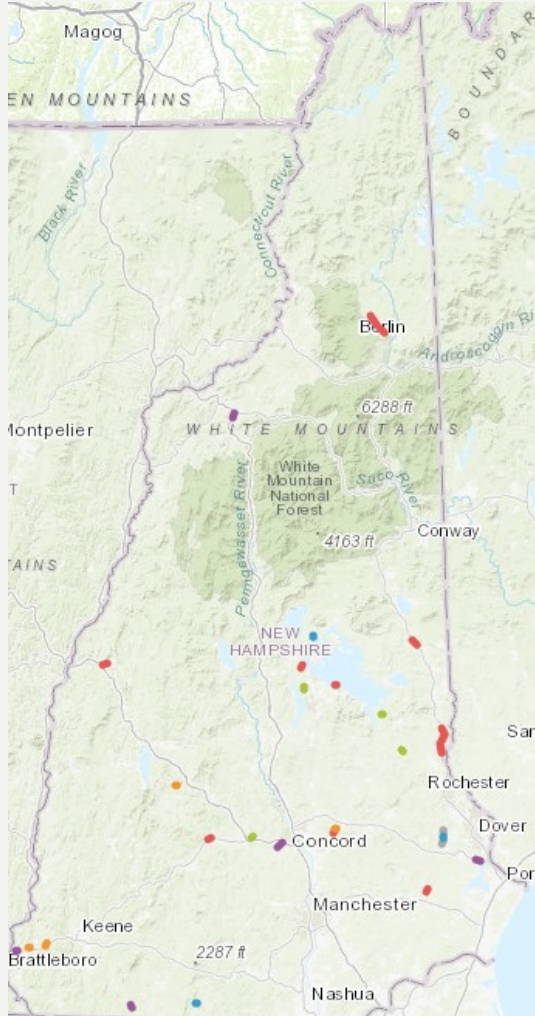 Magog
EN MOUNTAINS
BOUNDAR
Black River
Connecticut River
Berlin
Androscoggin Ri
6288 ft
Montpelier
WHITE MOUNTAINS
T
White
Mountain
National
Forest
Saco River
Pemigewasset River
4163 ft
Conway
TAINS
NEW
HAMPSHIRE
San
Rochester
Dover
Concord
Por
Manchester
Keene
2287 ft
Brattleboro
Nashua